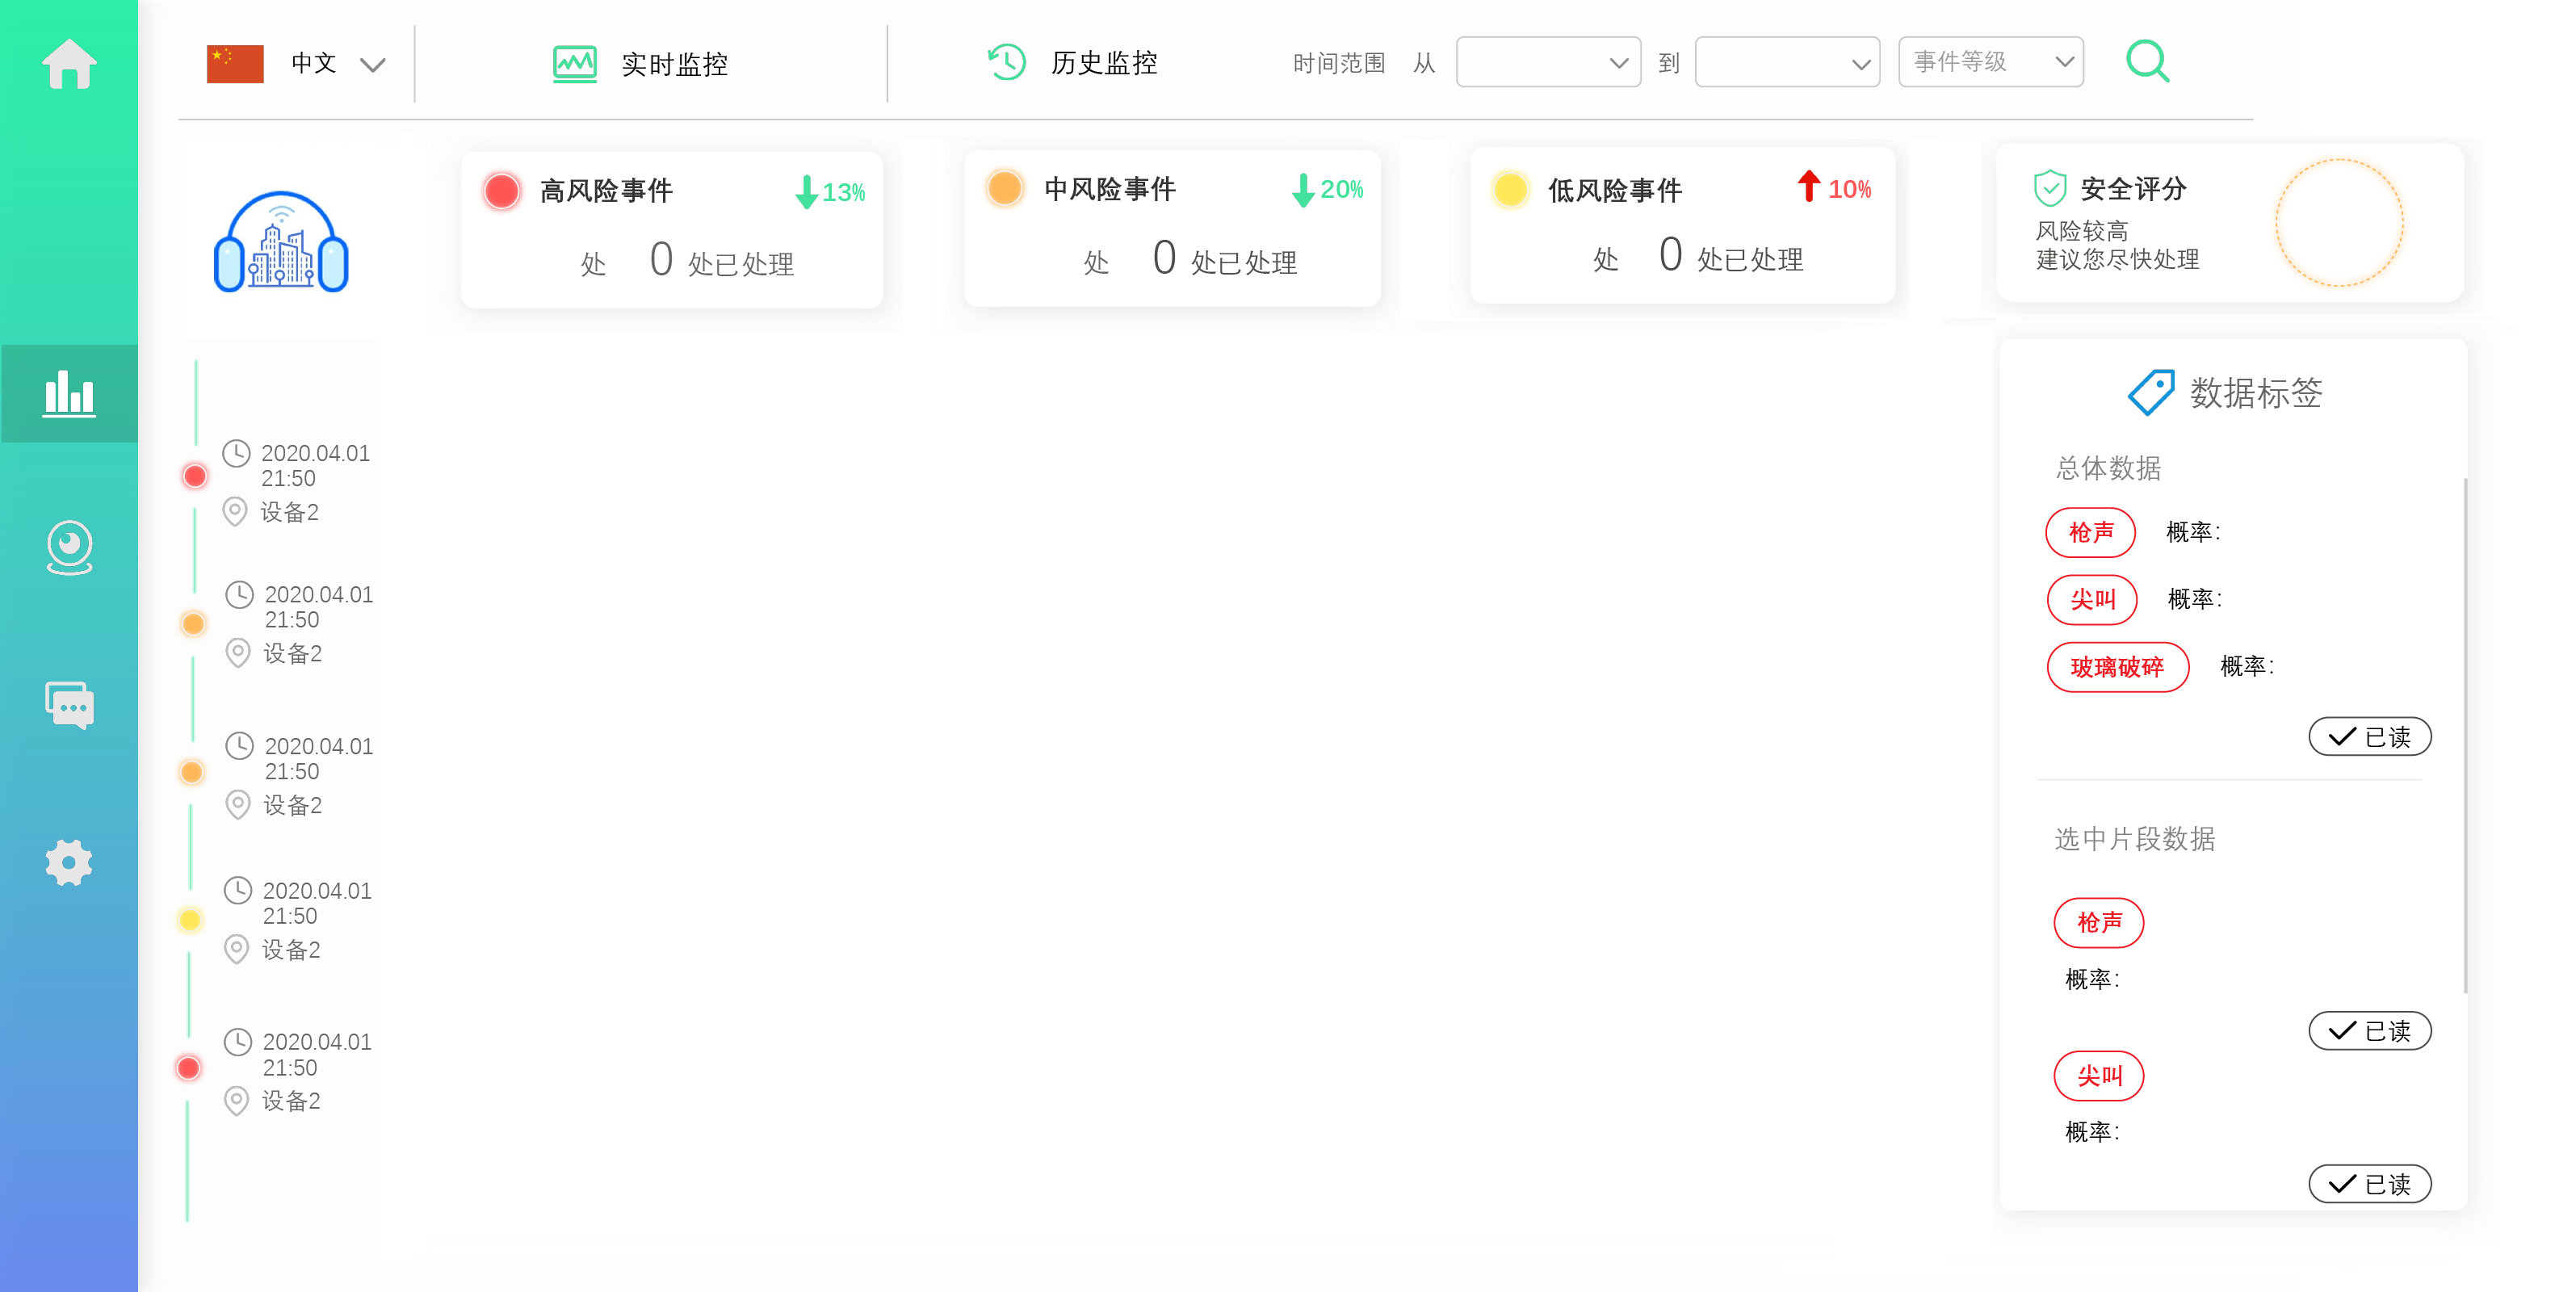 中文
实时监控
历史监控
时间范围 从 到 事件等级
高风险事件 13%
处 0 处已处理
中风险事件 20%
处 0 处已处理
低风险事件 10%
处 0 处已处理
安全评分
风险较高
建议您尽快处理
2020.04.01
21:50
设备2
2020.04.01
21:50
设备2
2020.04.01
21:50
设备2
2020.04.01
21:50
设备2
2020.04.01
21:50
设备2
数据标签
总体数据
枪声 概率:
尖叫 概率:
玻璃破碎 概率:
已读
选中片段数据
枪声
概率:
已读
尖叫
概率:
已读